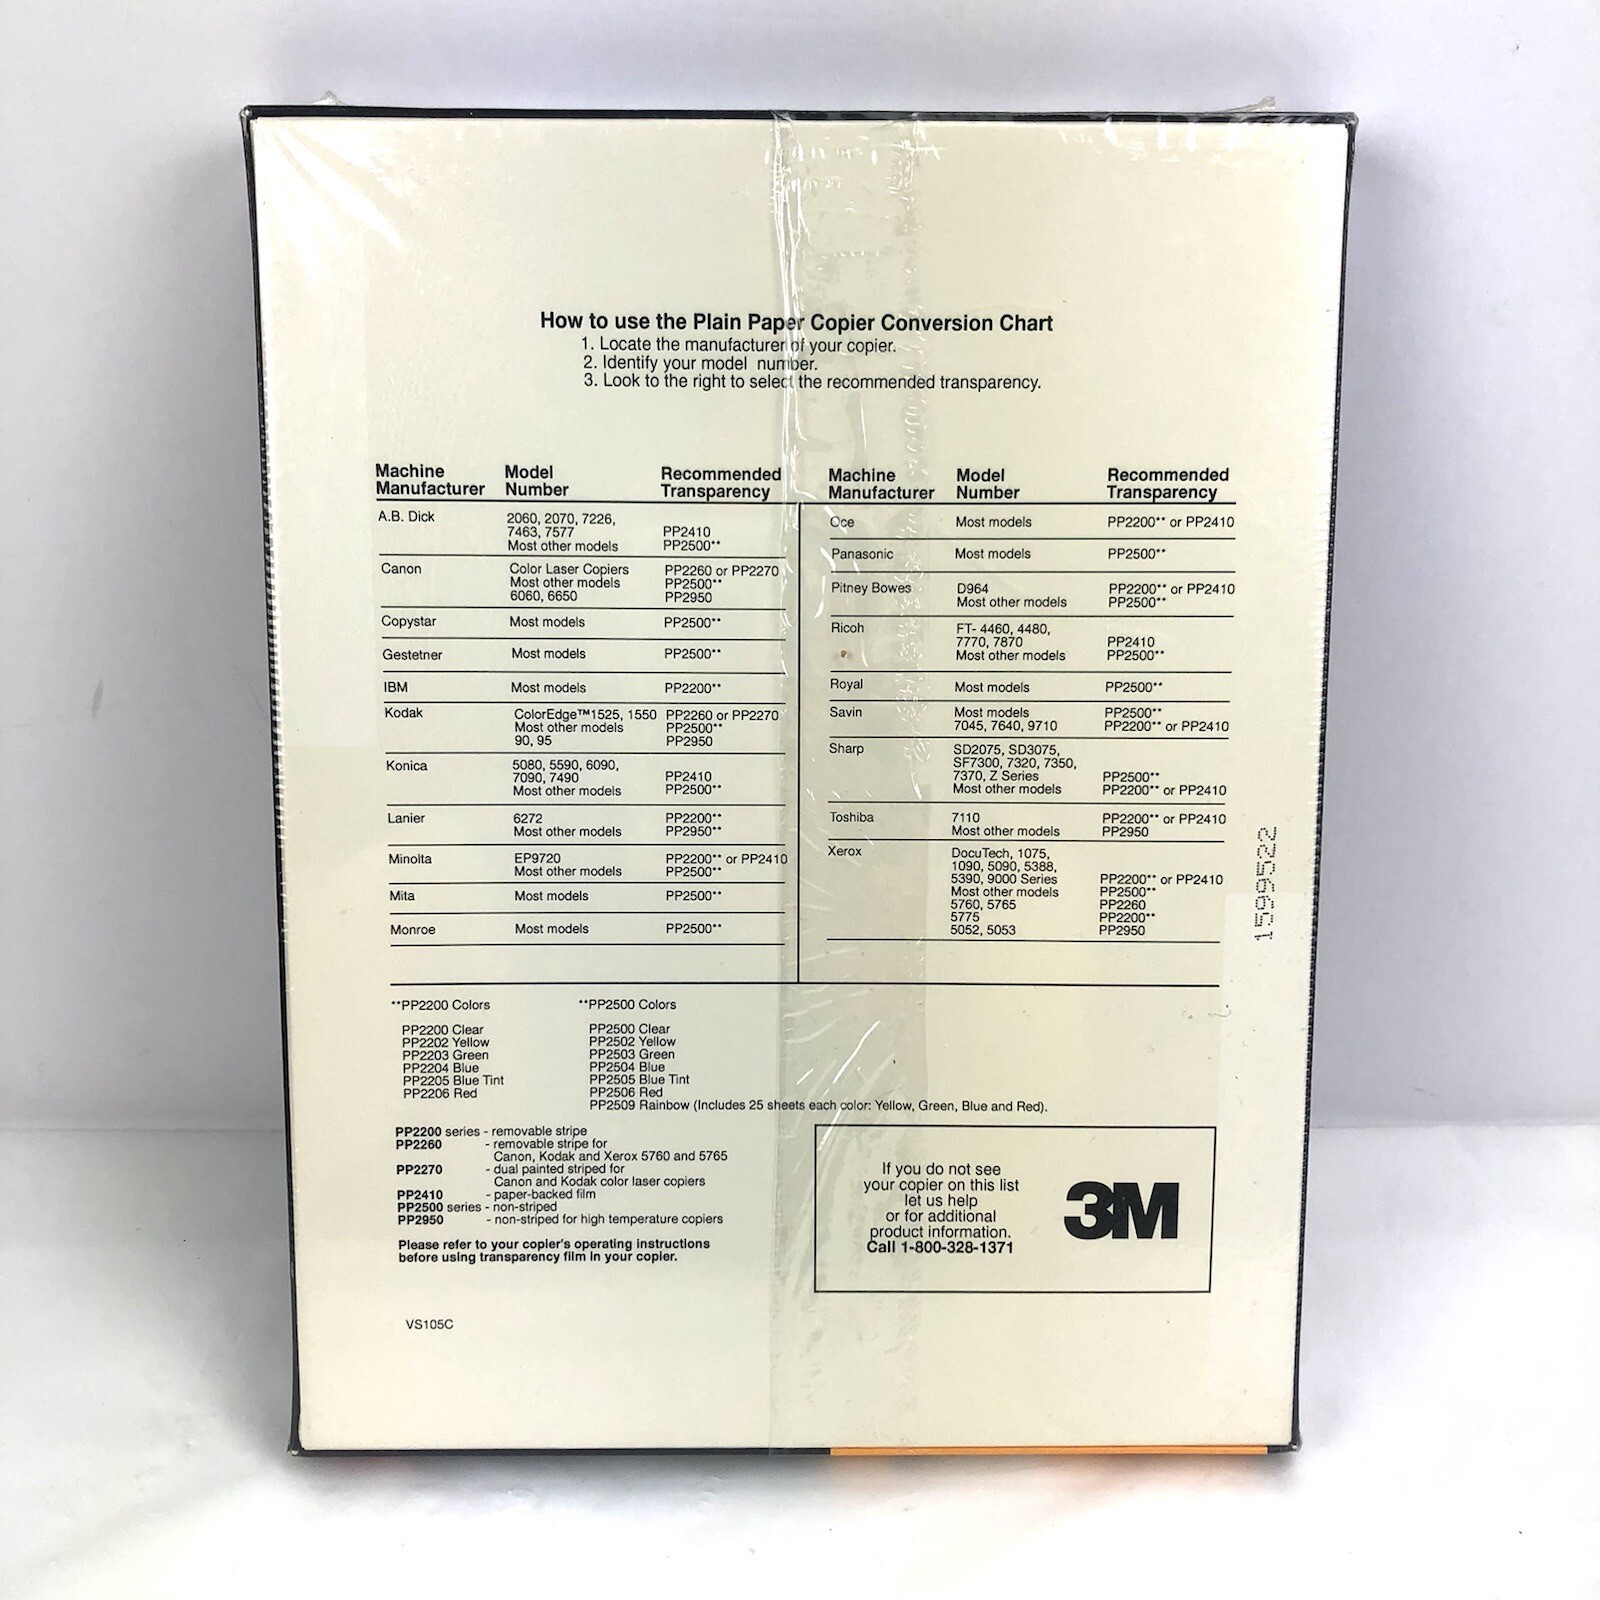 How to use the Plain Paper Copier Conversion Chart
1. Locate the manufacturer of your copier.
2. Identify your model number.
3. Look to the right to select the recommended transparency.
Machine Manufacturer Model Number Recommended Transparency
A.B. Dick 2060, 2070, 7226,
7463, 7577 PP2410
Most other models PP2500**
Canon Color Laser Copiers PP2260 or PP2270
Most other models PP2500**
6060, 6650 PP2950
Copystar Most models PP2500**
Gestetner Most models PP2500**
IBM Most models PP2200**
Kodak ColorEdge™1525, 1550 PP2260 or PP2270
Most other models PP2500**
90, 95 PP2950
Konica 5080, 5590, 6090,
7090, 7490 PP2410
Most other models PP2500**
Lanier 6272 PP2200**
Most other models PP2950**
Minolta EP9720 PP2200** or PP2410
Most other models PP2500**
Mita Most models PP2500**
Monroe Most models PP2500**
Machine Manufacturer Model Number Recommended Transparency
Oce Most models PP2200** or PP2410
Panasonic Most models PP2500**
Pitney Bowes D964 PP2200** or PP2410
Most other models PP2500**
Ricoh FT- 4460, 4480,
7770, 7870 PP2410
Most other models PP2500**
Royal Most models PP2500**
Savin Most models PP2500**
7045, 7640, 9710 PP2200** or PP2410
Sharp SD2075, SD3075,
SF7300, 7320, 7350,
7370, Z Series PP2500**
Most other models PP2200** or PP2410
Toshiba 7110 PP2200** or PP2410
Most other models PP2950
Xerox DocuTech, 1075,
1090, 5090, 5388,
5390, 9000 Series PP2200** or PP2410
Most other models PP2500**
5760, 5765 PP2260
5775 PP2200**
5052, 5053 PP2950
1599522
**PP2200 Colors
PP2200 Clear
PP2202 Yellow
PP2203 Green
PP2204 Blue
PP2205 Blue Tint
PP2206 Red
**PP2500 Colors
PP2500 Clear
PP2502 Yellow
PP2503 Green
PP2504 Blue
PP2505 Blue Tint
PP2506 Red
PP2509 Rainbow (Includes 25 sheets each color: Yellow, Green, Blue and Red).
PP2200 series - removable stripe
PP2260 - removable stripe for
Canon, Kodak and Xerox 5760 and 5765
PP2270 - dual painted striped for
Canon and Kodak color laser copiers
PP2410 - paper-backed film
PP2500 series - non-striped
PP2950 - non-striped for high temperature copiers
Please refer to your copier's operating instructions
before using transparency film in your copier.
If you do not see
your copier on this list
let us help
or for additional
product information.
Call 1-800-328-1371
3M
VS105C